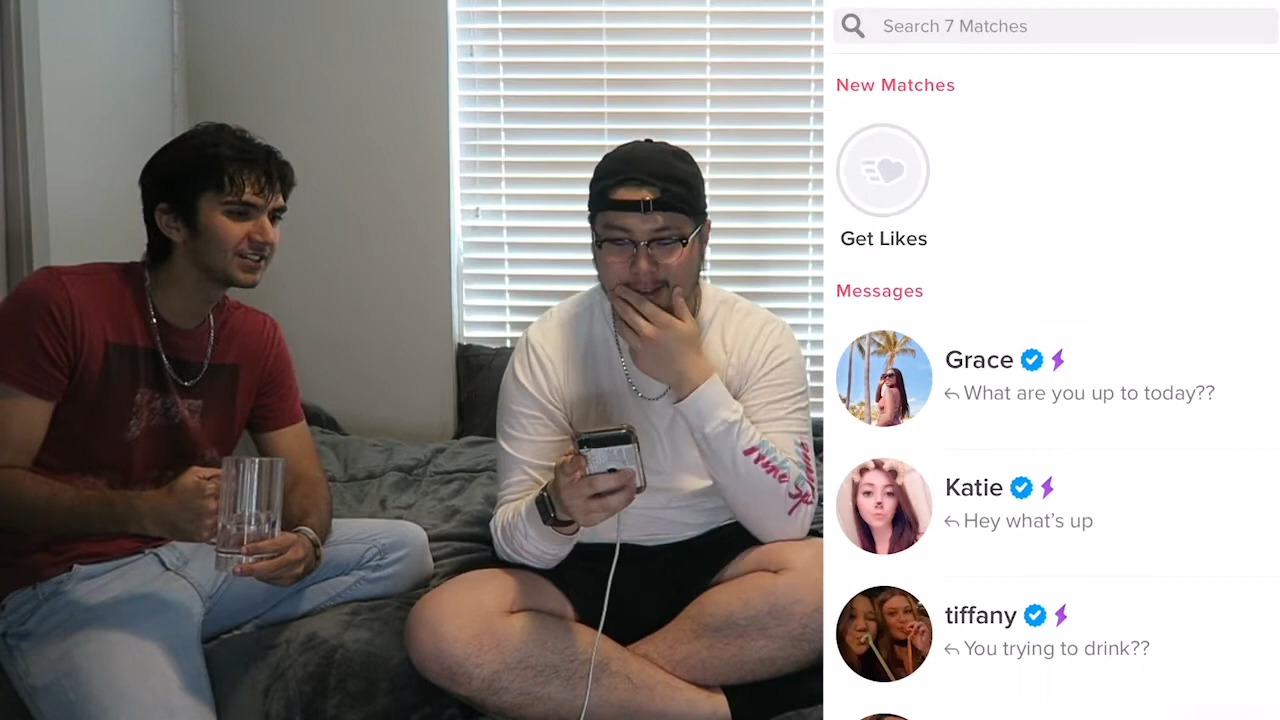 Search 7 Matches
New Matches
Get Likes
Messages
Grace
What are you up to today??
Katie
Hey what's up
tiffany
You trying to drink??